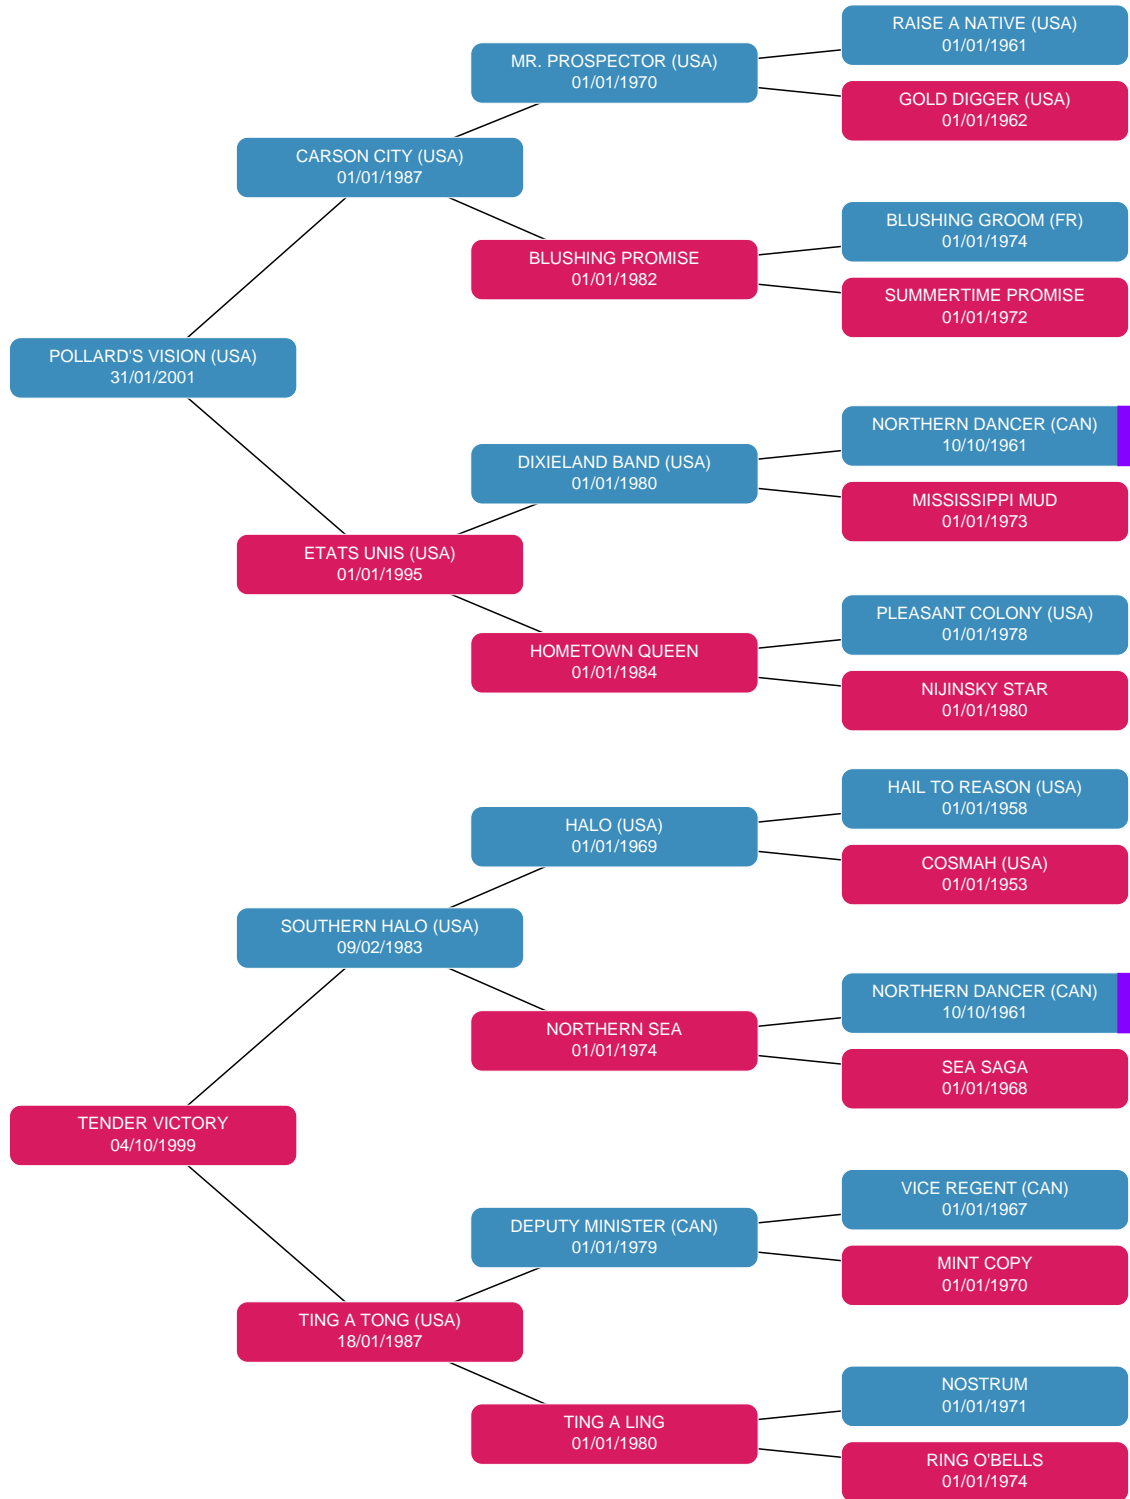 RAISE A NATIVE (USA)
01/01/1961
MR. PROSPECTOR (USA)
01/01/1970
GOLD DIGGER (USA)
01/01/1962
CARSON CITY (USA)
01/01/1987
BLUSHING GROOM (FR)
01/01/1974
BLUSHING PROMISE
01/01/1982
SUMMERTIME PROMISE
01/01/1972
POLLARD'S VISION (USA)
31/01/2001
NORTHERN DANCER (CAN)
10/10/1961
DIXIELAND BAND (USA)
01/01/1980
MISSISSIPPI MUD
01/01/1973
ETATS UNIS (USA)
01/01/1995
PLEASANT COLONY (USA)
01/01/1978
HOMETOWN QUEEN
01/01/1984
NIJINSKY STAR
01/01/1980
HAIL TO REASON (USA)
01/01/1958
HALO (USA)
01/01/1969
COSMAH (USA)
01/01/1953
SOUTHERN HALO (USA)
09/02/1983
NORTHERN DANCER (CAN)
10/10/1961
NORTHERN SEA
01/01/1974
SEA SAGA
01/01/1968
TENDER VICTORY
04/10/1999
VICE REGENT (CAN)
01/01/1967
DEPUTY MINISTER (CAN)
01/01/1979
MINT COPY
01/01/1970
TING A TONG (USA)
18/01/1987
NOSTRUM
01/01/1971
TING A LING
01/01/1980
RING O'BELLS
01/01/1974